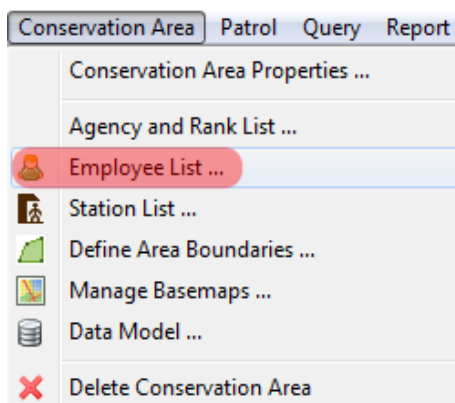 Conservation Area Patrol Query Report
Conservation Area Properties ...
Agency and Rank List ...
Employee List ...
Station List ...
Define Area Boundaries ...
Manage Basemaps ...
Data Model ...
Delete Conservation Area